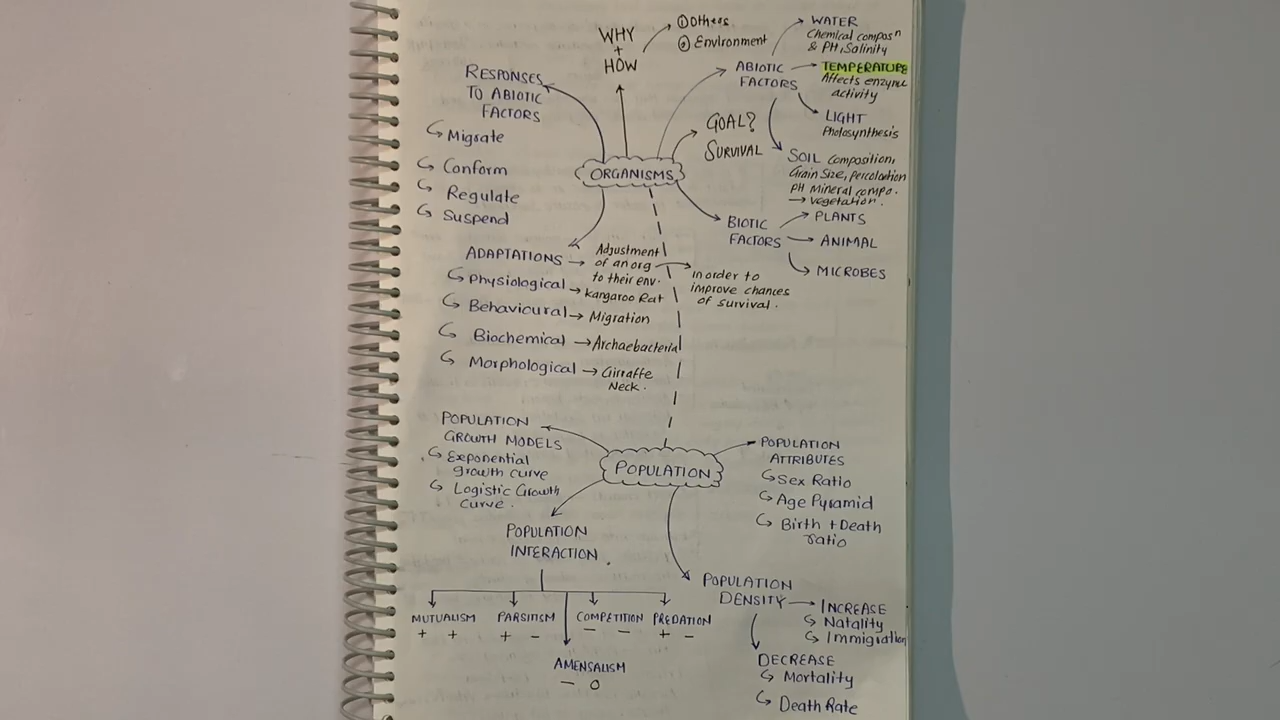 WHY
+
HOW
① Others
② Environment
WATER
Chemical composn
& PH, Salinity
ABIOTIC
FACTORS
TEMPERATURE
Affects enzyme
activity
LIGHT
Photosynthesis
SOIL Composition,
Grain Size, percolation
PH Mineral compo.
→ vegetation.
RESPONSES
TO ABIOTIC
FACTORS
Migrate
Conform
Regulate
Suspend
GOAL?
SURVIVAL
ORGANISMS
BIOTIC
FACTORS
PLANTS
ANIMAL
MICROBES
ADAPTATIONS → Adjustment
of an org
to their env.
in order to
improve chances
of survival.
Physiological → Kangaroo Rat
Behavioural → Migration
Biochemical → Archaebacteria
Morphological → Girraffe
Neck.
POPULATION
GROWTH MODELS
Exponential
growth curve
Logistic Growth
curve.
POPULATION
POPULATION
ATTRIBUTES
Sex Ratio
Age Pyramid
Birth + Death
ratio
POPULATION
INTERACTION
MUTUALISM
+ +
PARSITISM
+ −
COMPETITION
− −
PREDATION
+ −
AMENSALISM
− 0
POPULATION
DENSITY
INCREASE
Natality
Immigration
DECREASE
Mortality
Death Rate